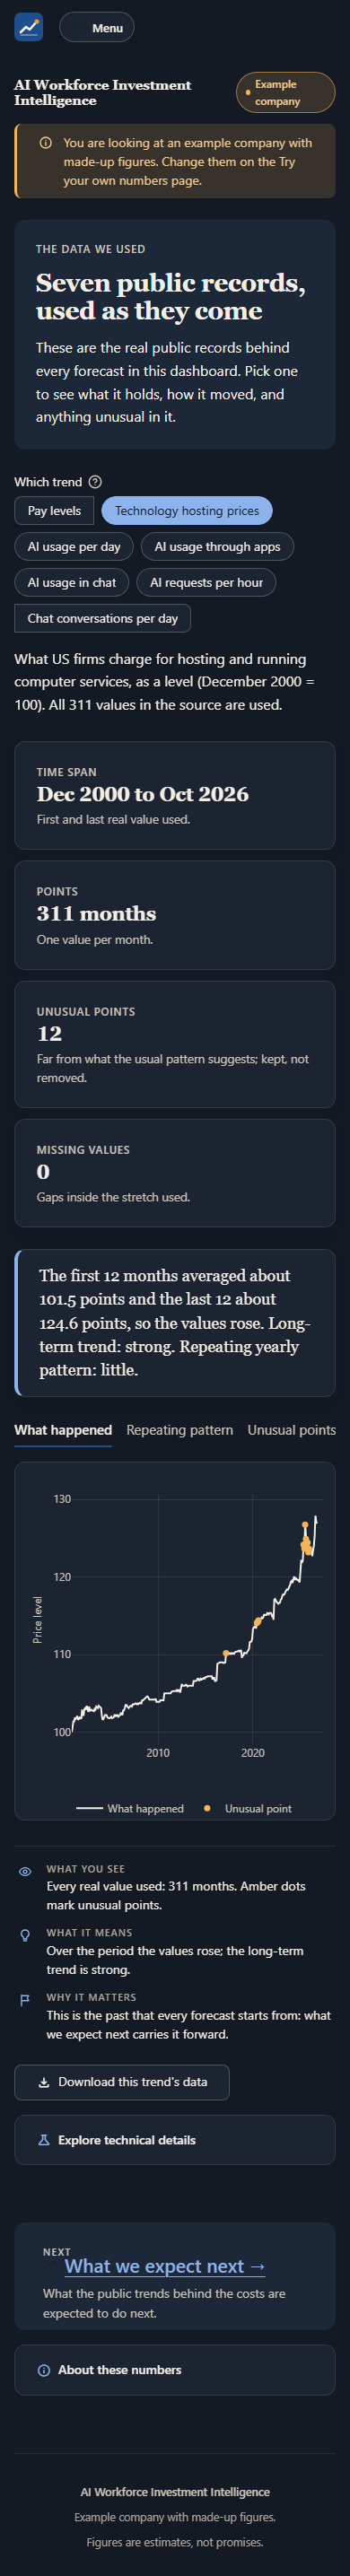 Menu
AI Workforce Investment
Intelligence
Example
company
You are looking at an example company with
made-up figures. Change them on the Try
your own numbers page.
THE DATA WE USED
Seven public records,
used as they come
These are the real public records behind
every forecast in this dashboard. Pick one
to see what it holds, how it moved, and
anything unusual in it.
Which trend
Pay levels
Technology hosting prices
AI usage per day
AI usage through apps
AI usage in chat
AI requests per hour
Chat conversations per day
What US firms charge for hosting and running
computer services, as a level (December 2000 =
100). All 311 values in the source are used.
TIME SPAN
Dec 2000 to Oct 2026
First and last real value used.
POINTS
311 months
One value per month.
UNUSUAL POINTS
12
Far from what the usual pattern suggests; kept, not
removed.
MISSING VALUES
0
Gaps inside the stretch used.
The first 12 months averaged about
101.5 points and the last 12 about
124.6 points, so the values rose. Long-
term trend: strong. Repeating yearly
pattern: little.
What happened
Repeating pattern
Unusual points
130
120
110
100
Price level
2010
2020
What happened
Unusual point
WHAT YOU SEE
Every real value used: 311 months. Amber dots
mark unusual points.
WHAT IT MEANS
Over the period the values rose; the long-term
trend is strong.
WHY IT MATTERS
This is the past that every forecast starts from: what
we expect next carries it forward.
Download this trend's data
Explore technical details
NEXT
What we expect next →
What the public trends behind the costs are
expected to do next.
About these numbers
AI Workforce Investment Intelligence
Example company with made-up figures.
Figures are estimates, not promises.